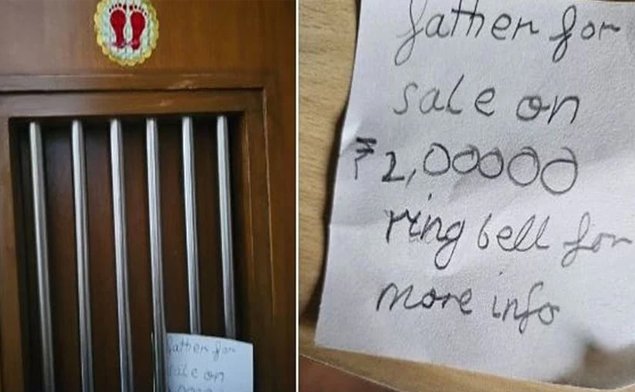 father for
sale on
father for
sale on
₹2,00000
ring bell for
more info